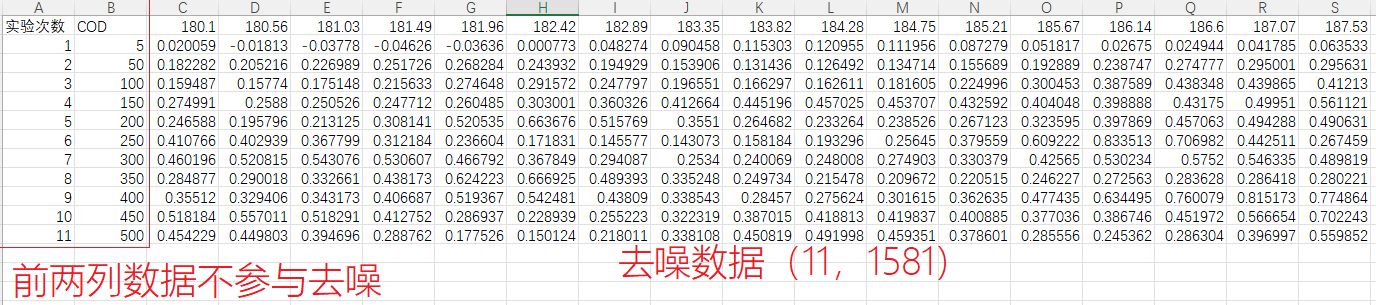 A B C D E F G H I J K L M N O P Q R S
实验次数 COD 180.1 180.56 181.03 181.49 181.96 182.42 182.89 183.35 183.82 184.28 184.75 185.21 185.67 186.14 186.6 187.07 187.53
1 5 0.020059 -0.01813 -0.03778 -0.04626 -0.03636 0.000773 0.048274 0.090458 0.115303 0.120955 0.111956 0.087279 0.051817 0.02675 0.024944 0.041785 0.063533
2 50 0.182282 0.205216 0.226989 0.251726 0.268284 0.243932 0.194929 0.153906 0.131436 0.126492 0.134714 0.155689 0.192889 0.238747 0.274777 0.295001 0.295631
3 100 0.159487 0.15774 0.175148 0.215633 0.274648 0.291572 0.247797 0.196551 0.166297 0.162611 0.181605 0.224996 0.300453 0.387589 0.438348 0.439865 0.41213
4 150 0.274991 0.2588 0.250526 0.247712 0.260485 0.303001 0.360326 0.412664 0.445196 0.457025 0.453707 0.432592 0.404048 0.398888 0.43175 0.49951 0.561121
5 200 0.246588 0.195796 0.213125 0.308141 0.520535 0.663676 0.515769 0.3551 0.264682 0.233264 0.238526 0.267123 0.323595 0.397869 0.457063 0.494288 0.490631
6 250 0.410766 0.402939 0.367799 0.312184 0.236604 0.171831 0.145577 0.143073 0.158184 0.193296 0.25645 0.379559 0.609222 0.833513 0.706982 0.442511 0.267459
7 300 0.460196 0.520815 0.543076 0.530607 0.466792 0.367849 0.294087 0.2534 0.240069 0.248008 0.274903 0.330379 0.42565 0.530234 0.5752 0.546335 0.489819
8 350 0.284877 0.290018 0.332661 0.438173 0.624223 0.666925 0.489393 0.335248 0.249734 0.215478 0.209672 0.220515 0.246227 0.272563 0.283628 0.286418 0.280221
9 400 0.35512 0.329406 0.343173 0.406687 0.519367 0.542481 0.43809 0.338543 0.28457 0.275624 0.301615 0.362635 0.477435 0.634495 0.760079 0.815173 0.774864
10 450 0.518184 0.557011 0.518291 0.412752 0.286937 0.228939 0.255223 0.322319 0.387015 0.418813 0.419837 0.400885 0.377036 0.386746 0.451972 0.566654 0.702243
11 500 0.454229 0.449803 0.394696 0.288762 0.177526 0.150124 0.218011 0.338108 0.450819 0.491998 0.459351 0.378601 0.285556 0.245362 0.286304 0.396997 0.559852
去噪数据（11，1581）
前两列数据不参与去噪